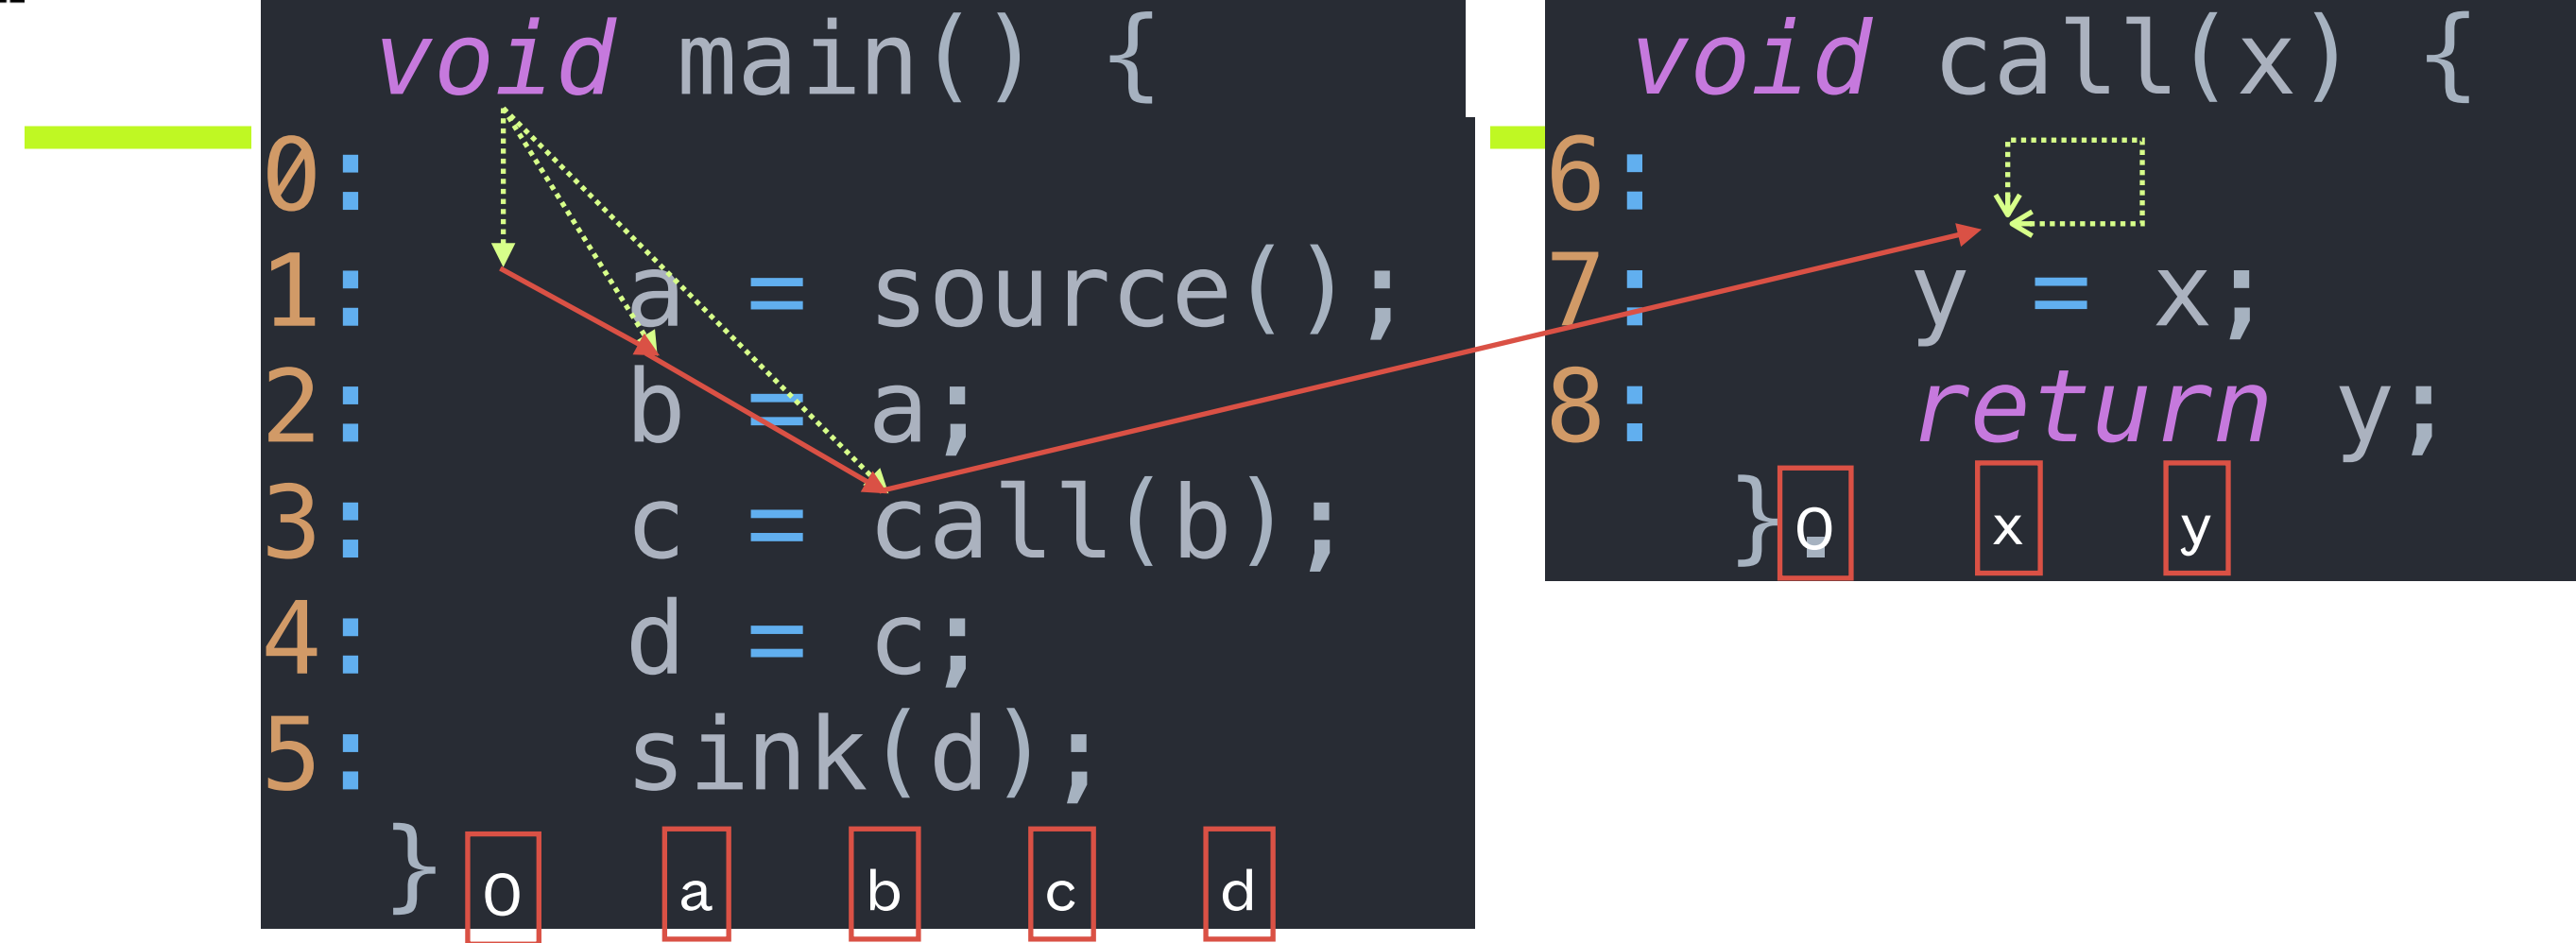 void main() {
0:
1: a = source();
2: b = a;
3: c = call(b);
4: d = c;
5: sink(d);
}
0 a b c d
void call(x) {
6:
7: y = x;
8: return y;
}
0 x y